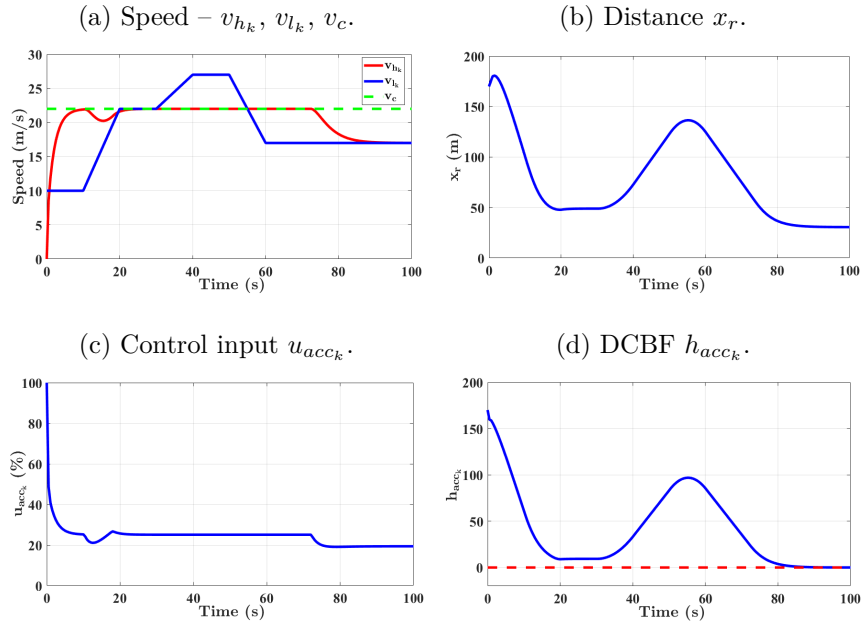 (a) Speed – v_{h_k}, v_{l_k}, v_c.
30
25
20
15
10
5
0
0 20 40 60 80 100
Speed (m/s)
Time (s)
v_{h_k}
v_{l_k}
v_c
(b) Distance x_r.
200
150
100
50
0
0 20 40 60 80 100
x_r (m)
Time (s)
(c) Control input u_{acc_k}.
100
80
60
40
20
0
0 20 40 60 80 100
u_{acc_k} (%)
Time (s)
(d) DCBF h_{acc_k}.
200
150
100
50
0
0 20 40 60 80 100
h_{acc_k}
Time (s)